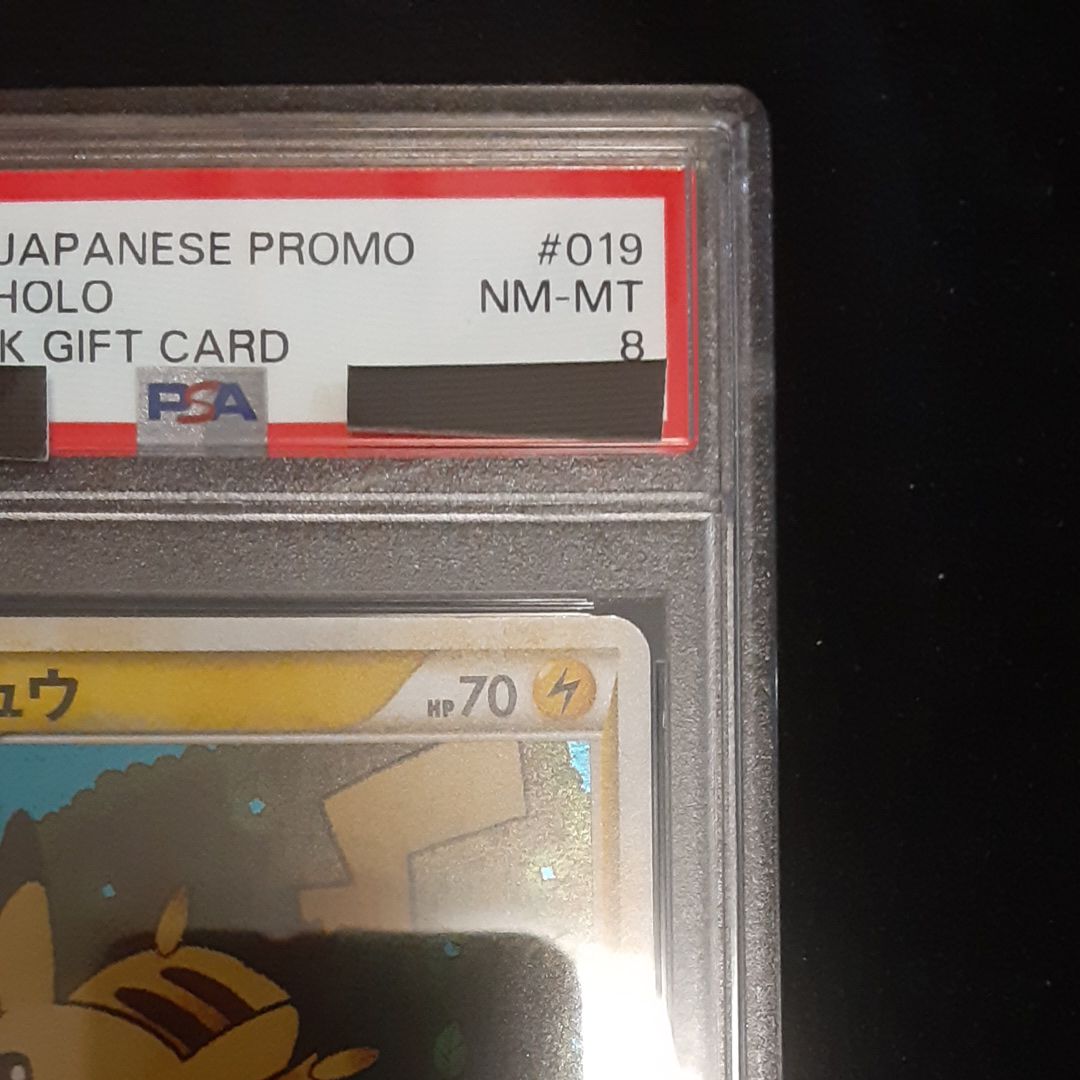 JAPANESE PROMO #019
HOLO NM-MT
K GIFT CARD 8
PSA
ュウ HP70